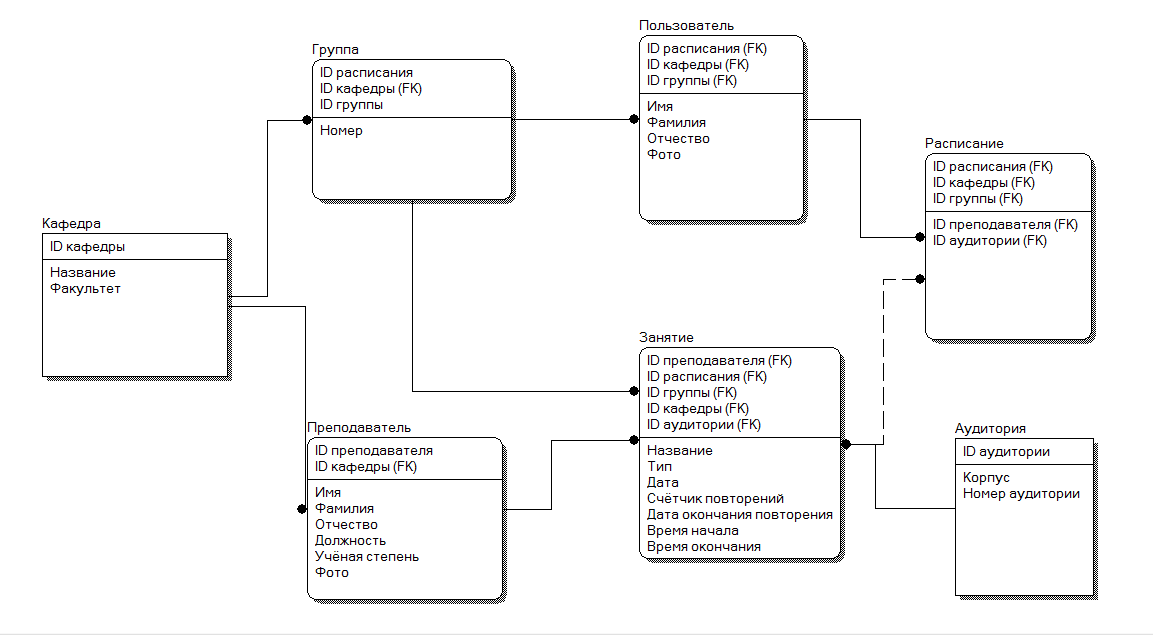 Группа
ID расписания
ID кафедры (FK)
ID группы
Номер
Пользователь
ID расписания (FK)
ID кафедры (FK)
ID группы (FK)
Имя
Фамилия
Отчество
Фото
Расписание
ID расписания (FK)
ID кафедры (FK)
ID группы (FK)
ID преподавателя (FK)
ID аудитории (FK)
Кафедра
ID кафедры
Название
Факультет
Занятие
ID преподавателя (FK)
ID расписания (FK)
ID группы (FK)
ID кафедры (FK)
ID аудитории (FK)
Название
Тип
Дата
Счётчик повторений
Дата окончания повторения
Время начала
Время окончания
Преподаватель
ID преподавателя
ID кафедры (FK)
Имя
Фамилия
Отчество
Должность
Учёная степень
Фото
Аудитория
ID аудитории
Корпус
Номер аудитории